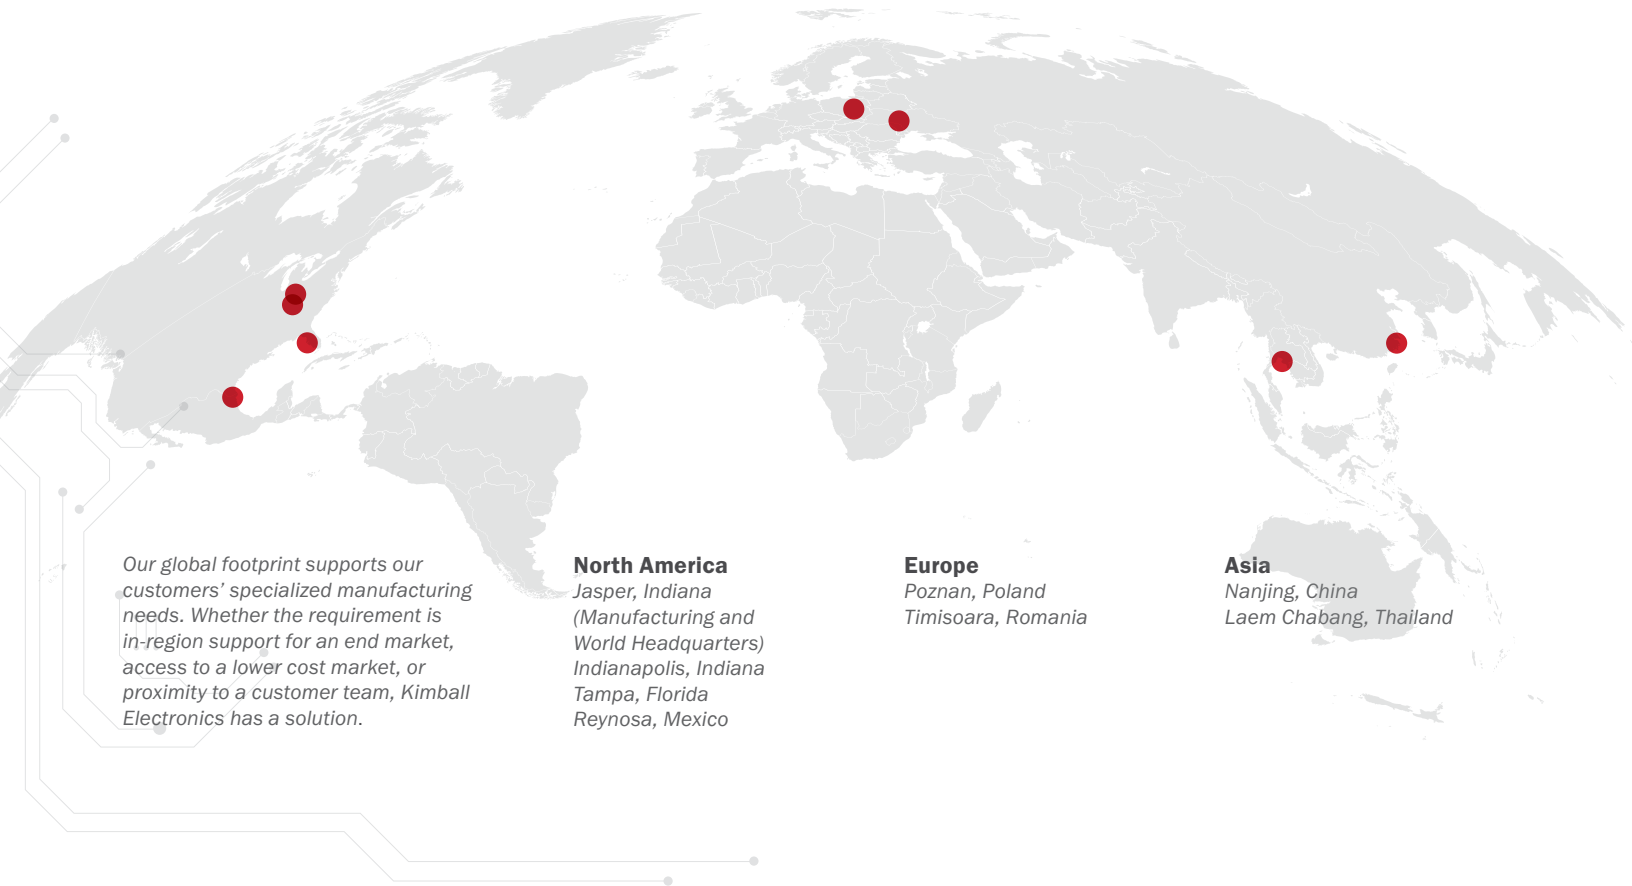 Our global footprint supports our
customers’ specialized manufacturing
needs. Whether the requirement is
in-region support for an end market,
access to a lower cost market, or
proximity to a customer team, Kimball
Electronics has a solution.
North America
Jasper, Indiana
(Manufacturing and
World Headquarters)
Indianapolis, Indiana
Tampa, Florida
Reynosa, Mexico
Europe
Poznan, Poland
Timisoara, Romania
Asia
Nanjing, China
Laem Chabang, Thailand